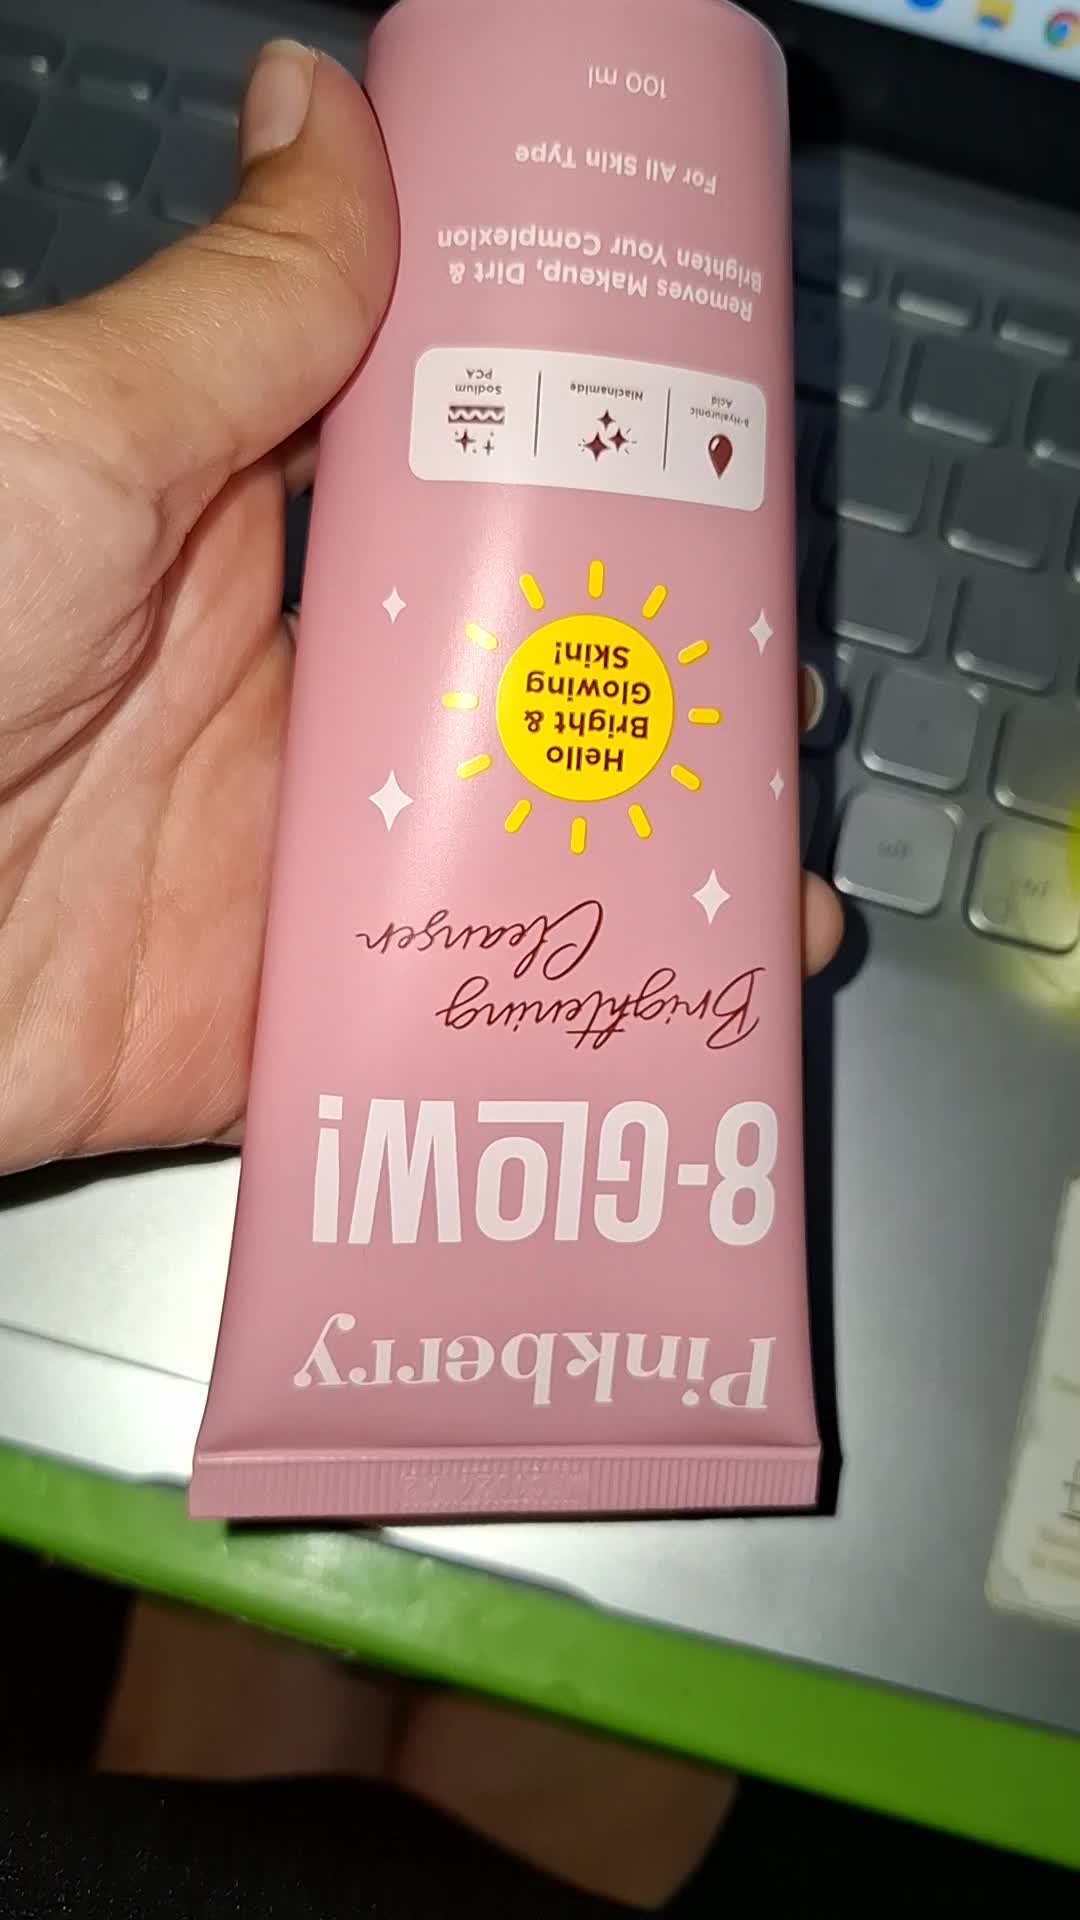 Pinkberry
8-GLOW!
Brightening
Cleanser
Hello
Bright &
Glowing
Skin!
8-Hyaluronic
Acid
Niacinamide
Sodium
PCA
Removes Makeup, Dirt &
Brighten Your Complexion
For All Skin Type
100 ml